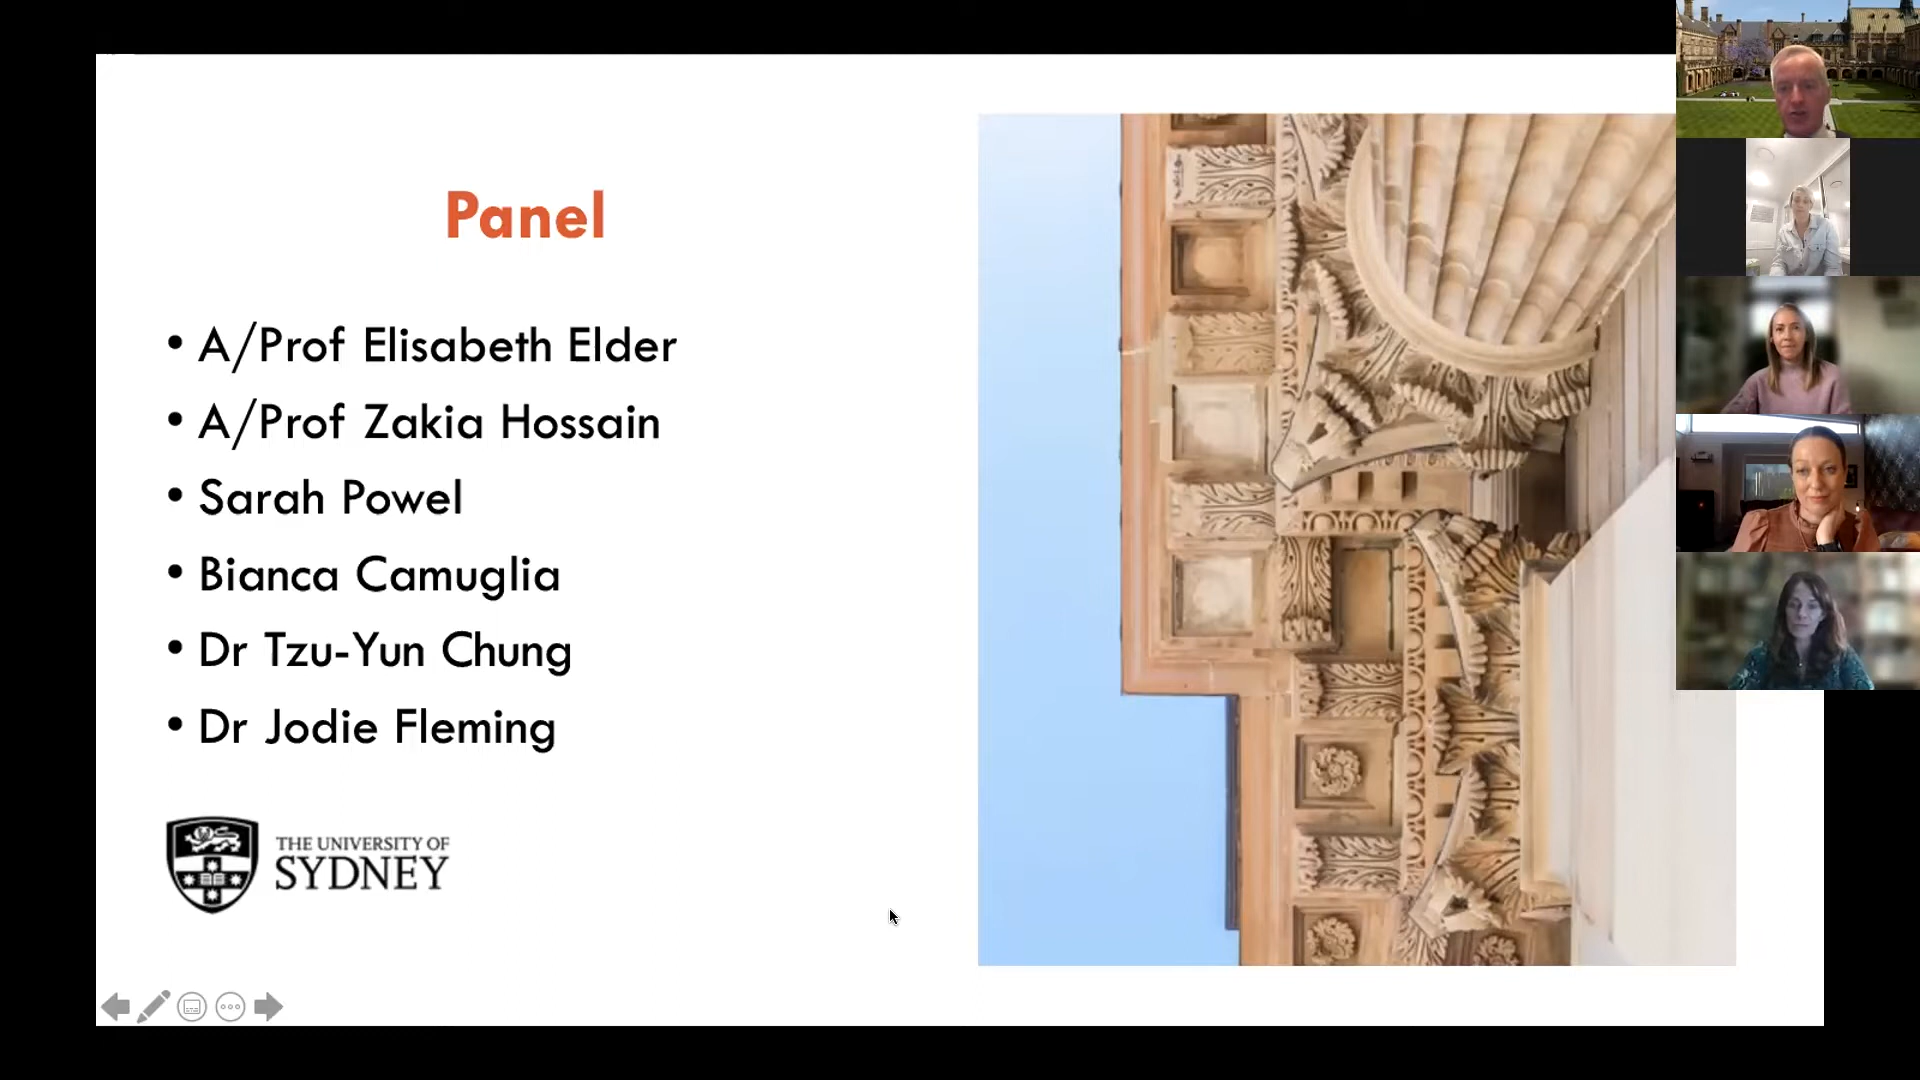 Panel
• A/Prof Elisabeth Elder
• A/Prof Zakia Hossain
• Sarah Powel
• Bianca Camuglia
• Dr Tzu-Yun Chung
• Dr Jodie Fleming
THE UNIVERSITY OF
SYDNEY